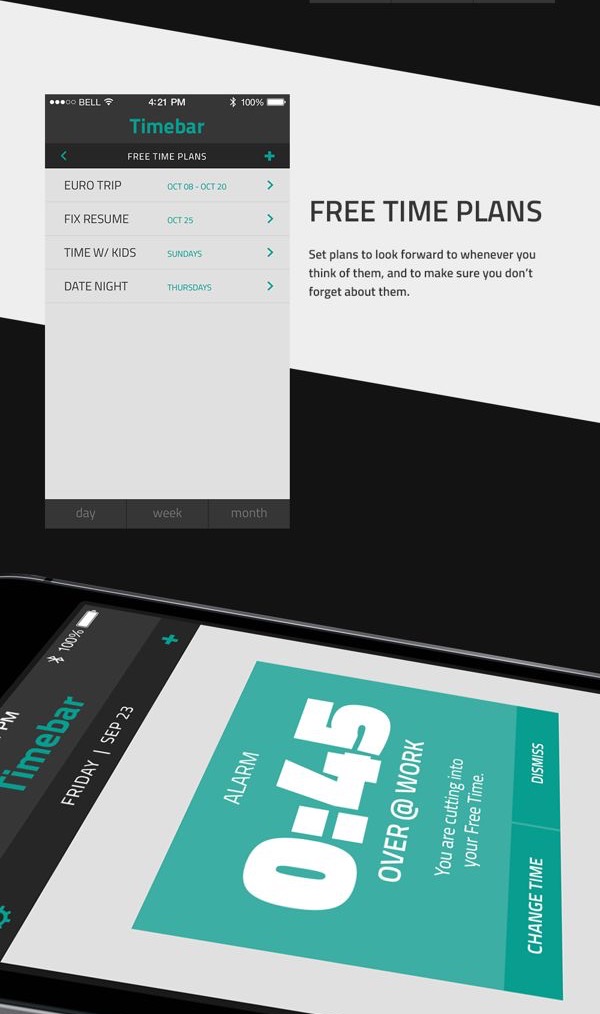 BELL 4:21 PM 100%
Timebar
FREE TIME PLANS
EURO TRIP OCT 08 - OCT 20
FIX RESUME OCT 25
TIME W/ KIDS SUNDAYS
DATE NIGHT THURSDAYS
day week month
FREE TIME PLANS
Set plans to look forward to whenever you
think of them, and to make sure you don't
forget about them.
PM 100%
Timebar
FRIDAY | SEP 23
ALARM
0:45
OVER @ WORK
You are cutting into
your Free Time.
CHANGE TIME DISMISS